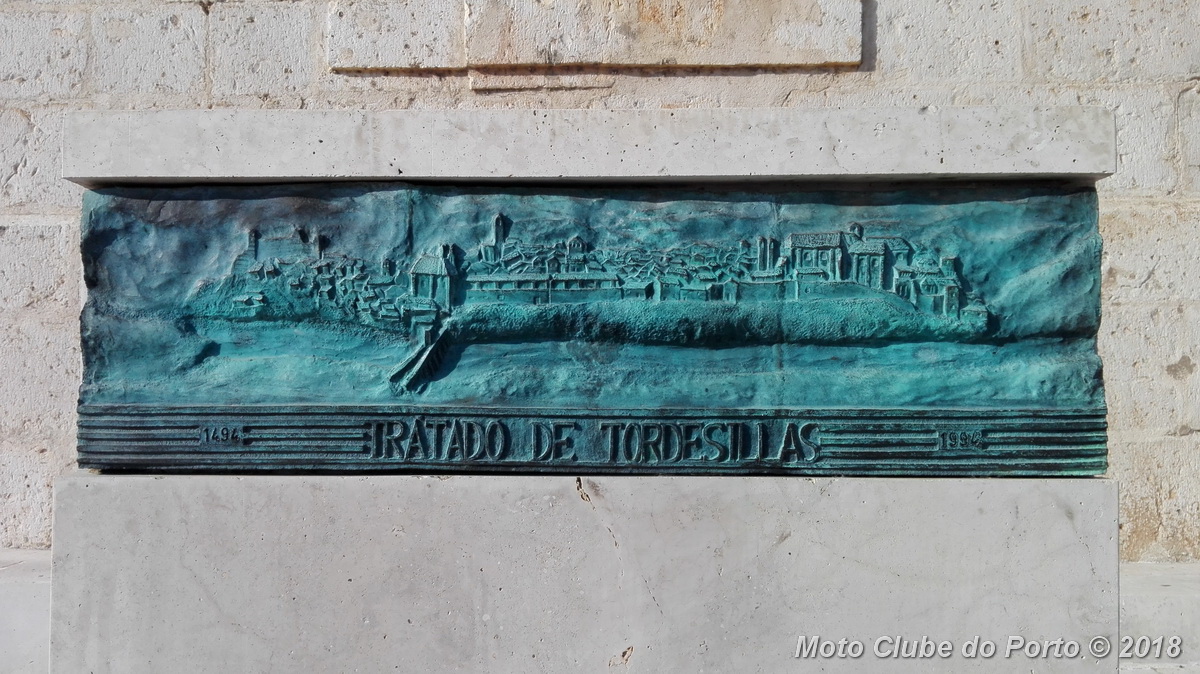 1494 TRATADO DE TORDESILLAS 1994
Moto Clube do Porto © 2018